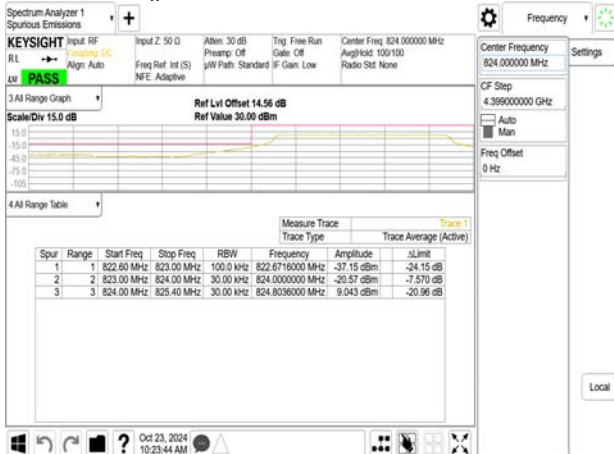 Spectrum Analyzer 1
Spurious Emissions
+
Frequency
KEYSIGHT Input: RF Input Z: 50 Ω Atten: 30 dB Trig: Free Run Center Freq: 824.000000 MHz
RL Coupling: DC Preamp: Off Gate: Off Avg|Hold: 100/100
Align: Auto Freq Ref: Int (S) µW Path: Standard IF Gain: Low Radio Std: None
LV PASS NFE: Adaptive
Center Frequency
824.000000 MHz
Settings
CF Step
4.399000000 GHz
Auto
Man
Freq Offset
0 Hz
3 All Range Graph
Ref Lvl Offset 14.56 dB
Scale/Div 15.0 dB Ref Value 30.00 dBm
15.0
-15.0
-45.0
-75.0
-105
4 All Range Table
Measure Trace Trace 1
Trace Type Trace Average (Active)
Spur Range Start Freq Stop Freq RBW Frequency Amplitude ΔLimit
1 1 822.60 MHz 823.00 MHz 100.0 kHz 822.6716000 MHz -37.15 dBm -24.15 dB
2 2 823.00 MHz 824.00 MHz 30.00 kHz 824.0000000 MHz -20.57 dBm -7.570 dB
3 3 824.00 MHz 825.40 MHz 30.00 kHz 824.8036000 MHz 9.043 dBm -20.96 dB
Local
? Oct 23, 2024
10:23:44 AM